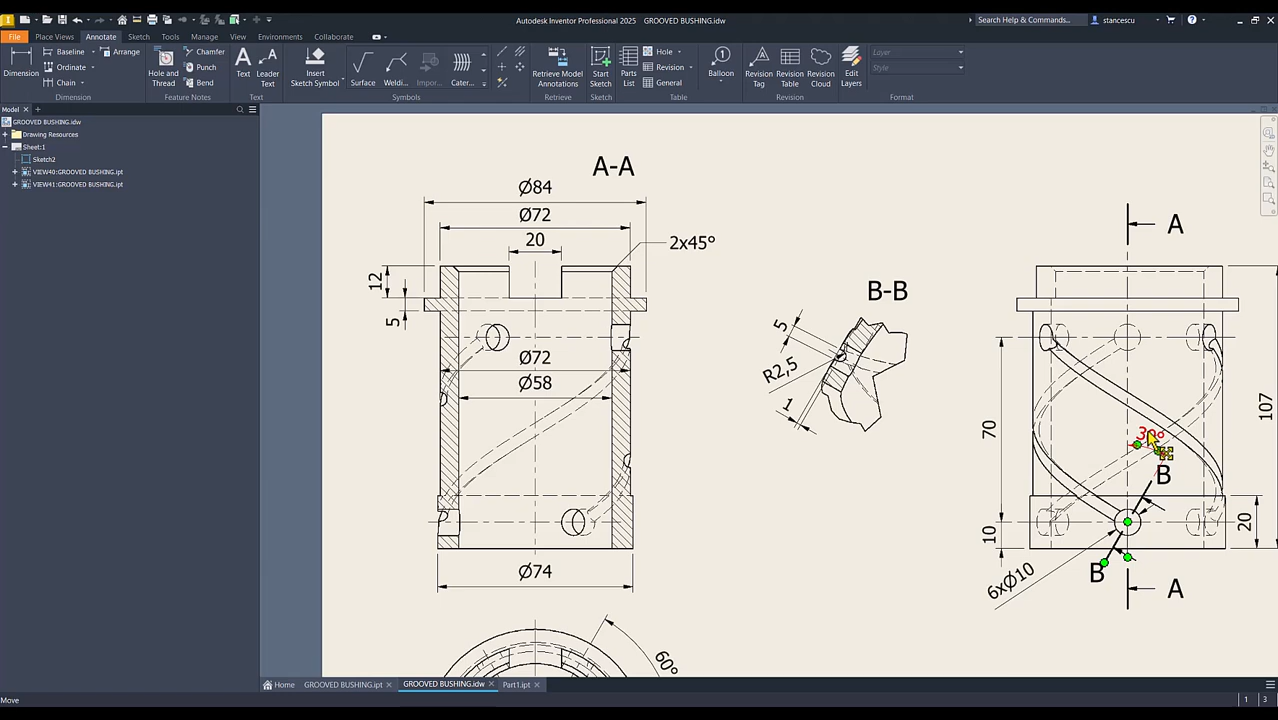 Autodesk Inventor Professional 2025 GROOVED BUSHING.idw
Search Help & Commands...
stancescu
File Place Views Annotate Sketch Tools Manage View Environments Collaborate
Dimension
Baseline
Arrange
Ordinate
Chain
Dimension
Hole and Thread
Chamfer
Punch
Bend
Feature Notes
Text
Leader Text
Text
Insert Sketch Symbol
Surface
Weldi...
Impor...
Cater...
Symbols
Retrieve Model Annotations
Retrieve
Start Sketch
Sketch
Parts List
Hole
Revision
General
Table
Balloon
Revision Tag
Revision Table
Revision Cloud
Revision
Edit Layers
Layer
Style
Format
Model
GROOVED BUSHING.idw
Drawing Resources
Sheet:1
Sketch2
VIEW40:GROOVED BUSHING.ipt
VIEW41:GROOVED BUSHING.ipt
A-A
Ø84
Ø72
20
2x45°
12
5
Ø72
Ø58
Ø74
60°
B-B
5
R2,5
1
A
70
10
30°
B
B
6xØ10
20
107
A
Home GROOVED BUSHING.ipt GROOVED BUSHING.idw Part1.ipt
Move
1 3